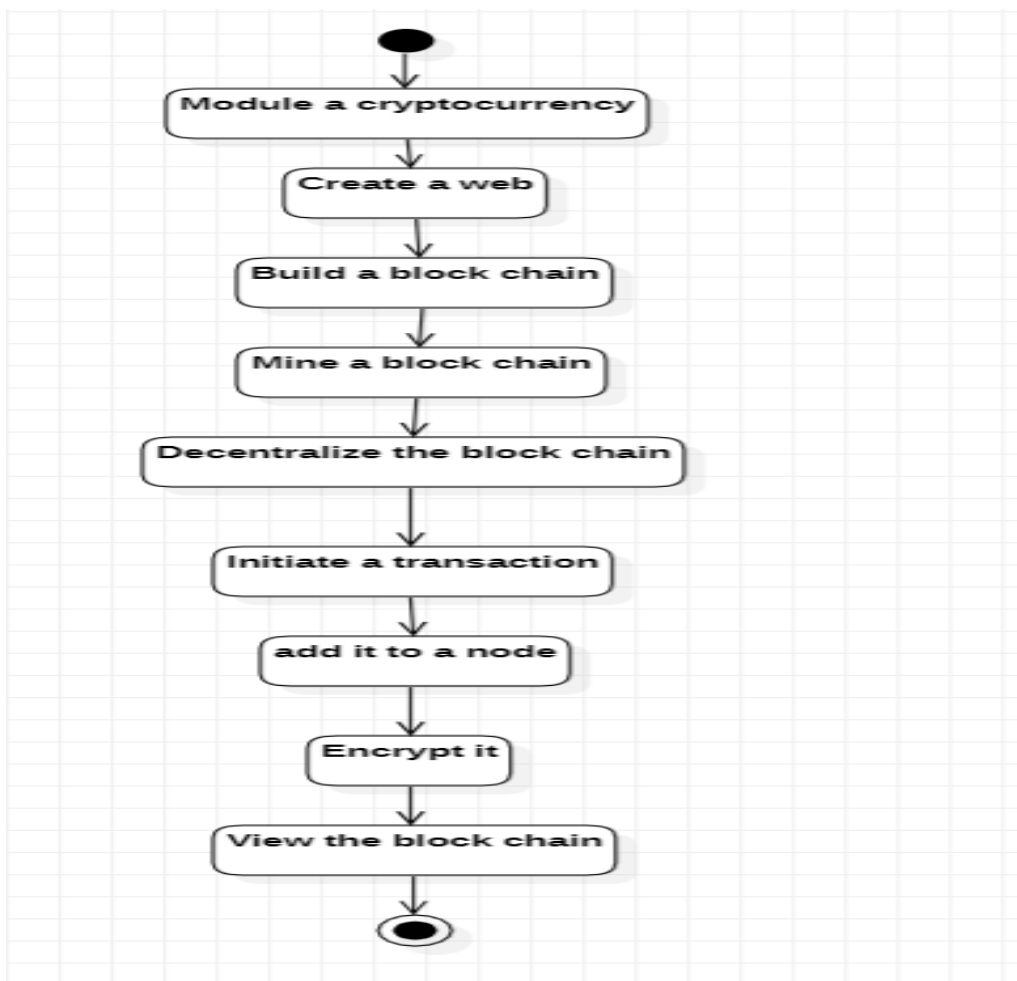 Module a cryptocurrency
Create a web
Build a block chain
Mine a block chain
Decentralize the block chain
Initiate a transaction
add it to a node
Encrypt it
View the block chain